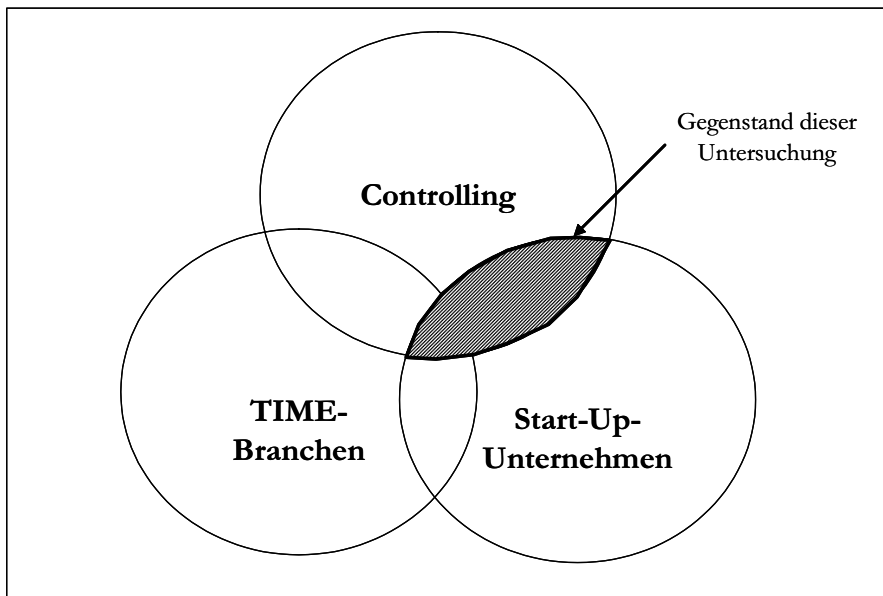 Gegenstand dieser
Untersuchung
Controlling
TIME-
Branchen
Start-Up-
Unternehmen